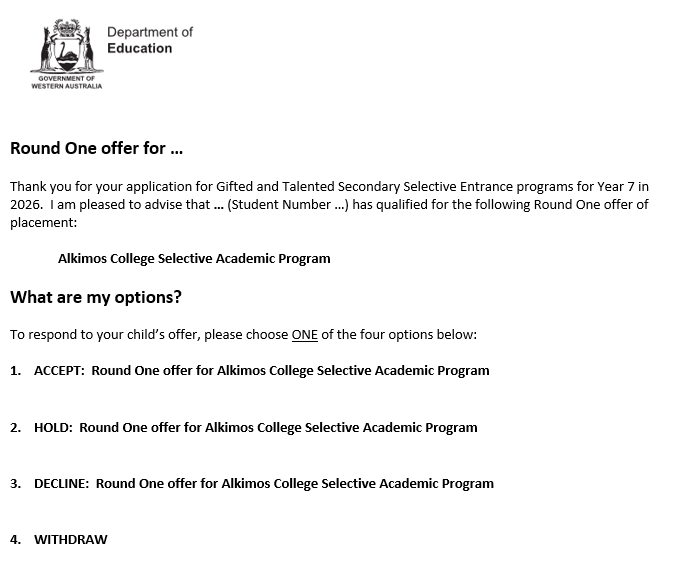 Department of
Education
GOVERNMENT OF
WESTERN AUSTRALIA
Round One offer for ...
Thank you for your application for Gifted and Talented Secondary Selective Entrance programs for Year 7 in
2026.  I am pleased to advise that ... (Student Number ...) has qualified for the following Round One offer of
placement:
Alkimos College Selective Academic Program
What are my options?
To respond to your child's offer, please choose ONE of the four options below:
1.  ACCEPT:  Round One offer for Alkimos College Selective Academic Program
2.  HOLD:  Round One offer for Alkimos College Selective Academic Program
3.  DECLINE:  Round One offer for Alkimos College Selective Academic Program
4.  WITHDRAW